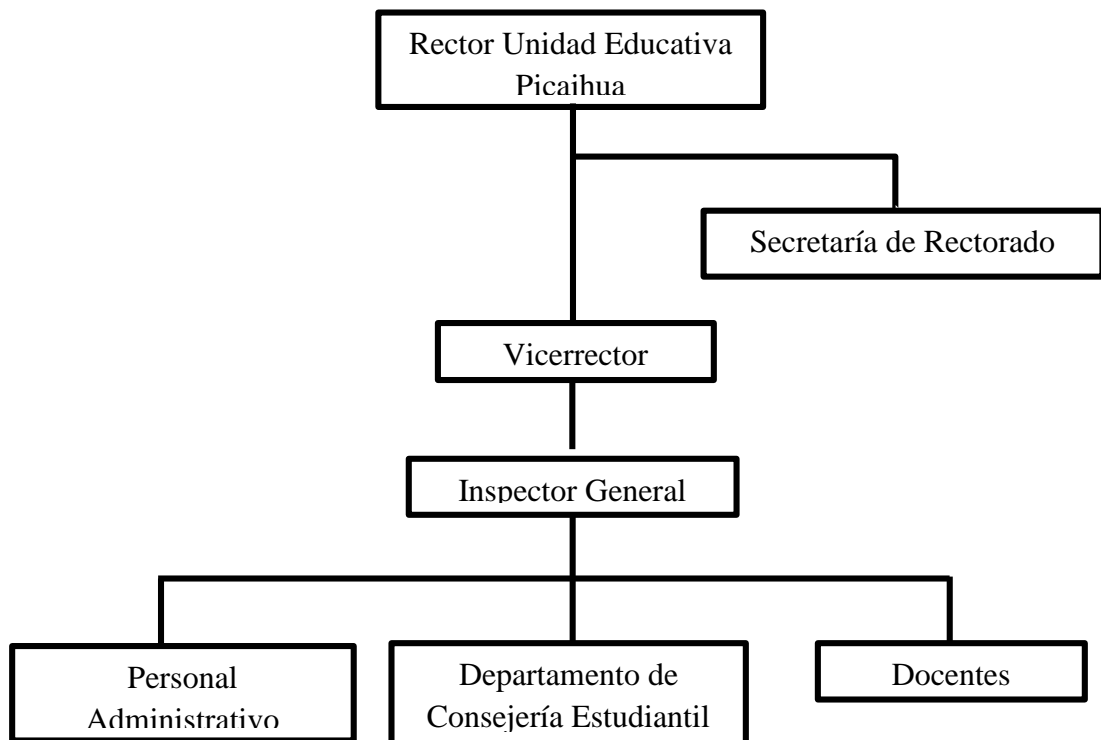 Rector Unidad Educativa
Picaihua
Secretaría de Rectorado
Vicerrector
Inspector General
Personal
Administrativo
Departamento de
Consejería Estudiantil
Docentes